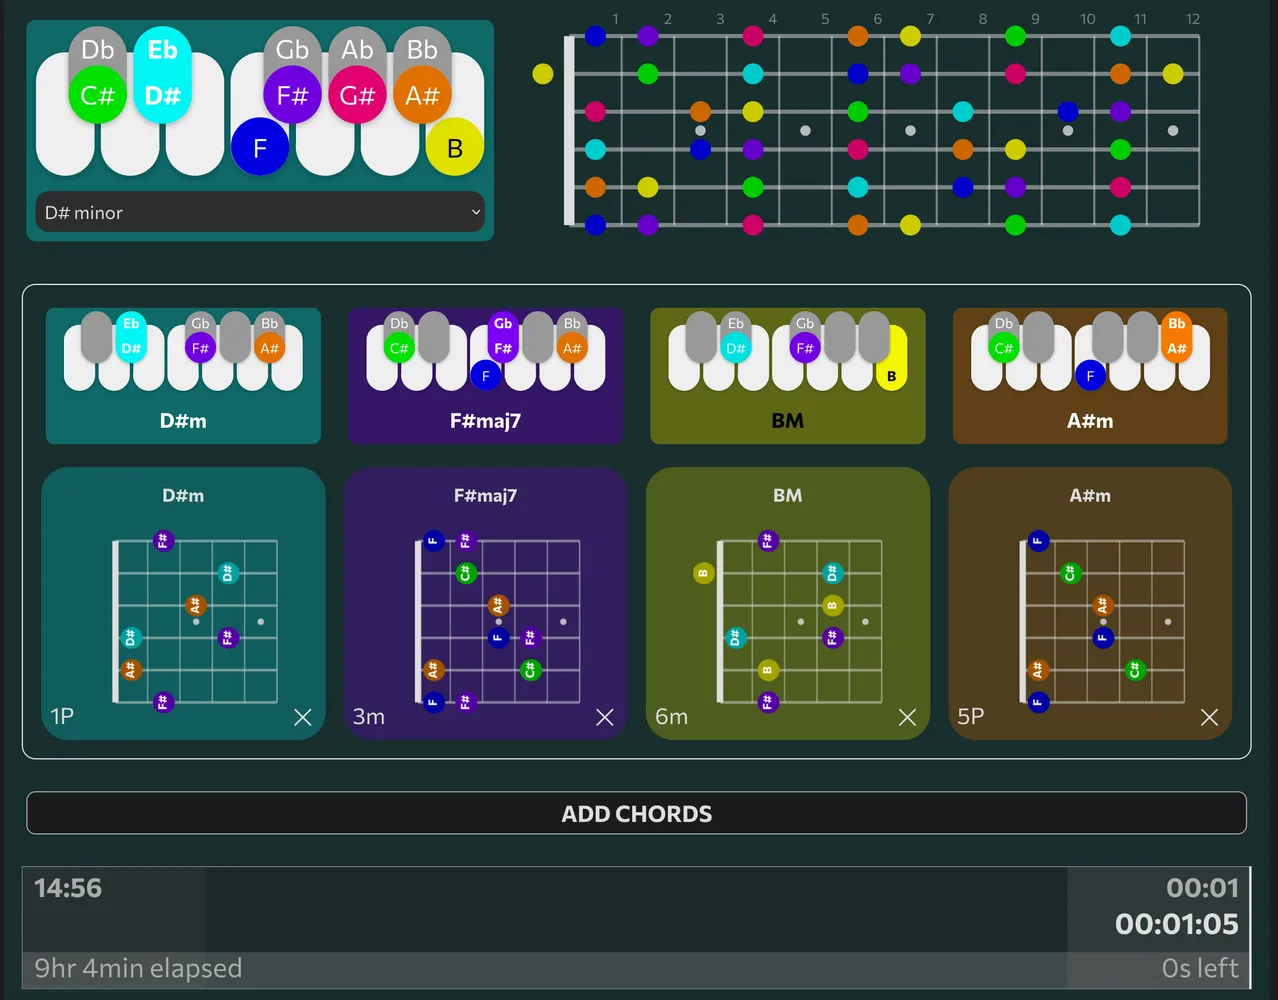 1 2 3 4 5 6 7 8 9 10 11 12
Db Eb Gb Ab Bb
C# D# F# G# A#
F B
D# minor
Eb Gb Bb
D# F# A#
D#m
Db Gb Bb
C# F# A#
F
F#maj7
Eb Gb
D# F#
B
BM
Db Bb
C# A#
F
A#m
D#m
F#
D#
A#
D# F#
A#
F#
1P
F#maj7
F F#
C#
A#
F F#
A# C#
F F#
3m
BM
F#
B D#
B
D# F#
B
F#
6m
A#m
F
C#
A#
F
A# C#
F
5P
ADD CHORDS
14:56 00:01
00:01:05
9hr 4min elapsed 0s left